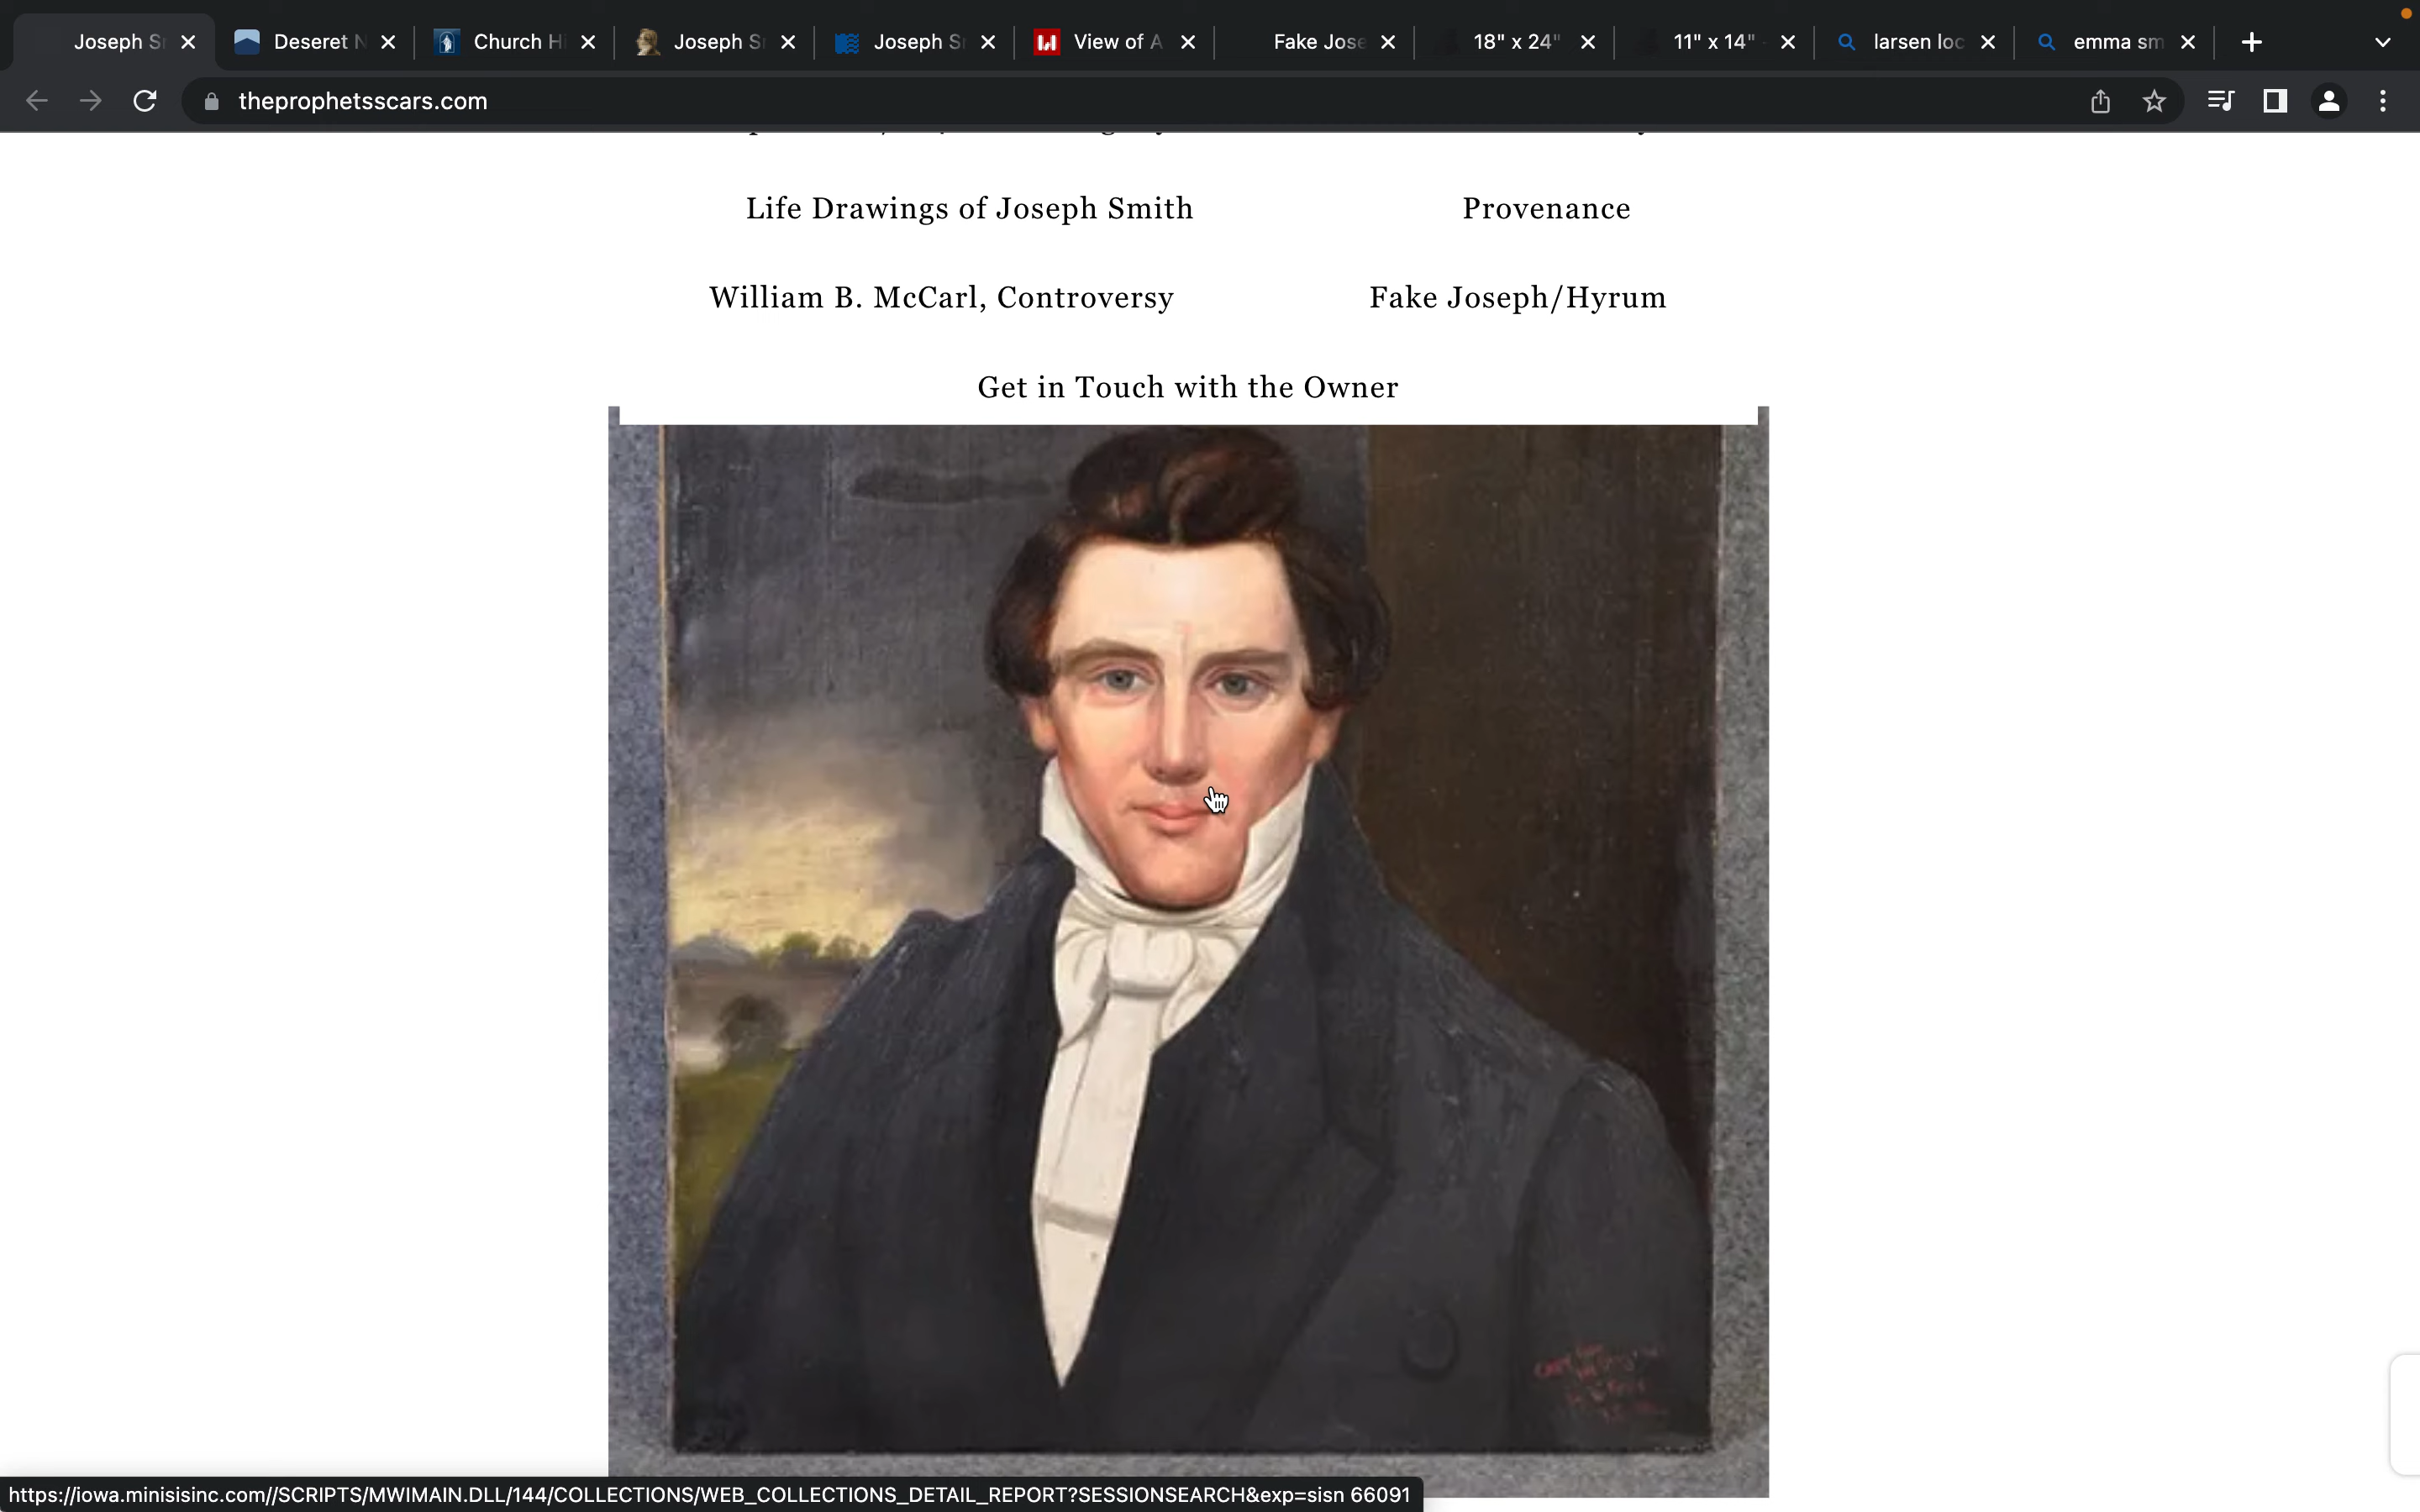 Joseph S
Deseret N
Church Hi
Joseph S
Joseph S
View of A
Fake Jose
18" x 24"
11" x 14"
larsen loc
emma sm
theprophetsscars.com
Life Drawings of Joseph Smith
Provenance
William B. McCarl, Controversy
Fake Joseph/Hyrum
Get in Touch with the Owner
https://iowa.minisisinc.com//SCRIPTS/MWIMAIN.DLL/144/COLLECTIONS/WEB_COLLECTIONS_DETAIL_REPORT?SESSIONSEARCH&exp=sisn 66091